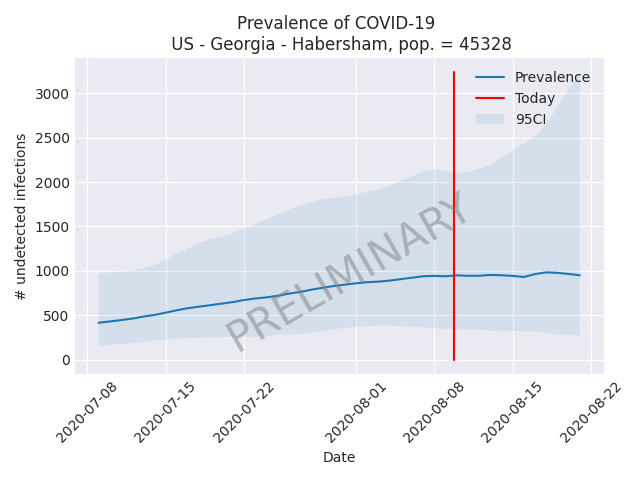 Prevalence of COVID-19
US - Georgia - Habersham, pop. = 45328
Prevalence
Today
95CI
3000
2500
2000
1500
1000
500
0
# undetected infections
PRELIMINARY
2020-07-08
2020-07-15
2020-07-22
2020-08-01
2020-08-08
2020-08-15
2020-08-22
Date